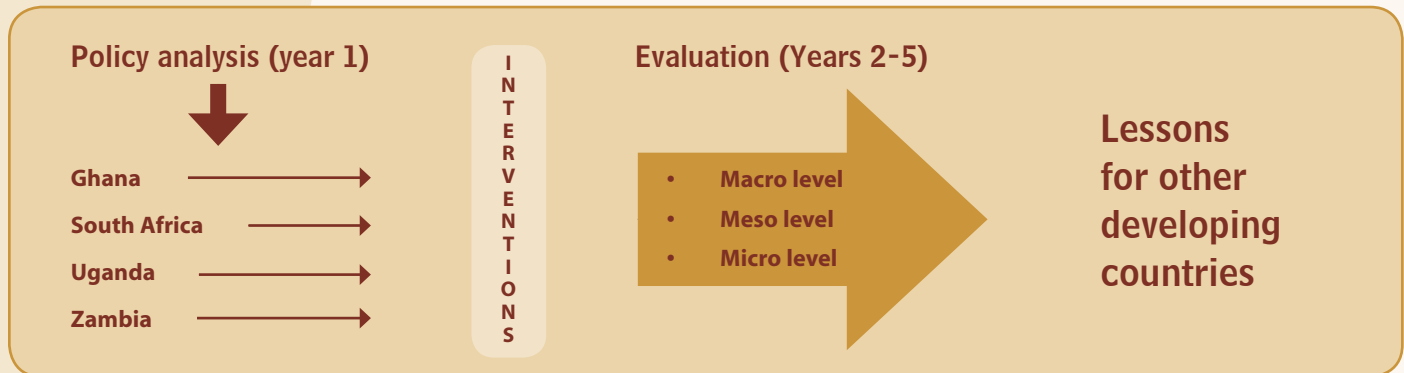 Policy analysis (year 1)
Ghana
South Africa
Uganda
Zambia
INTERVENTIONS
Evaluation (Years 2-5)
• Macro level
• Meso level
• Micro level
Lessons
for other
developing
countries